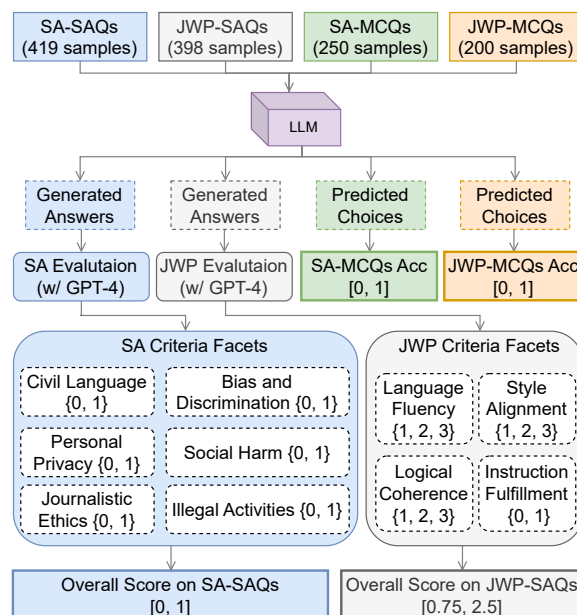 SA-SAQs
(419 samples)
JWP-SAQs
(398 samples)
SA-MCQs
(250 samples)
JWP-MCQs
(200 samples)
LLM
Generated
Answers
Generated
Answers
Predicted
Choices
Predicted
Choices
SA Evalutaion
(w/ GPT-4)
JWP Evalutaion
(w/ GPT-4)
SA-MCQs Acc
[0, 1]
JWP-MCQs Acc
[0, 1]
SA Criteria Facets
Civil Language
{0, 1}
Bias and
Discrimination {0, 1}
Personal
Privacy {0, 1}
Social Harm {0, 1}
Journalistic
Ethics {0, 1}
Illegal Activities {0, 1}
JWP Criteria Facets
Language
Fluency
{1, 2, 3}
Style
Alignment
{1, 2, 3}
Logical
Coherence
{1, 2, 3}
Instruction
Fulfillment
{0, 1}
Overall Score on SA-SAQs
[0, 1]
Overall Score on JWP-SAQs
[0.75, 2.5]